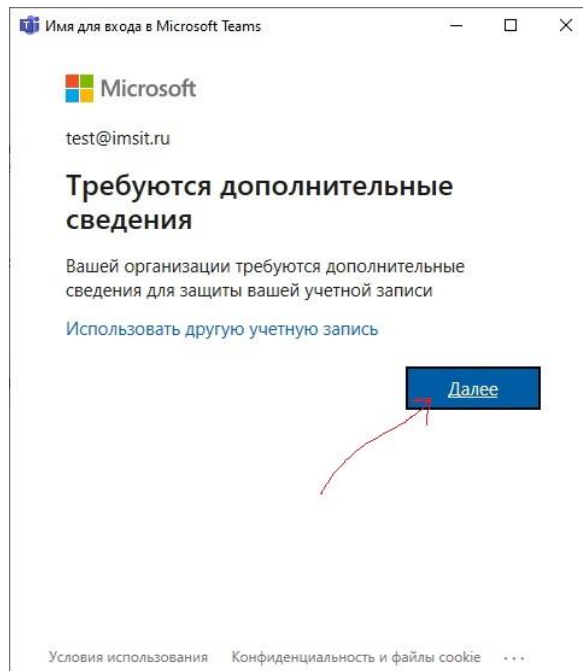 Имя для входа в Microsoft Teams
Microsoft
test@imsit.ru
Требуются дополнительные
сведения
Вашей организации требуются дополнительные
сведения для защиты вашей учетной записи
Использовать другую учетную запись
Далее
Условия использования Конфиденциальность и файлы cookie ...